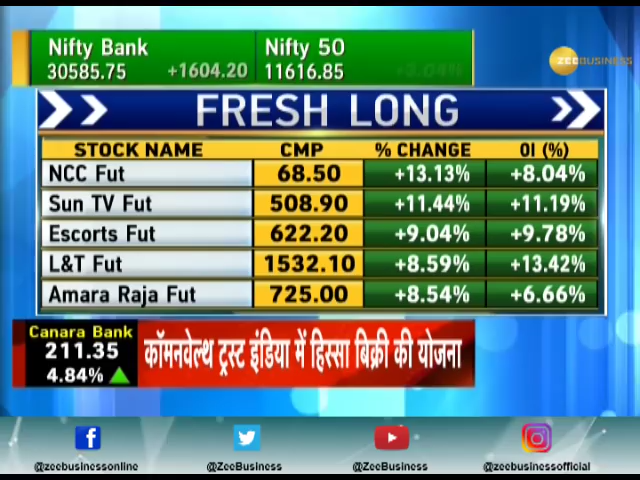 Nifty Bank
30585.75 +1604.20
Nifty 50
11616.85
ZEEBUSINESS
FRESH LONG
STOCK NAME CMP % CHANGE OI (%)
NCC Fut 68.50 +13.13% +8.04%
Sun TV Fut 508.90 +11.44% +11.19%
Escorts Fut 622.20 +9.04% +9.78%
L&T Fut 1532.10 +8.59% +13.42%
Amara Raja Fut 725.00 +8.54% +6.66%
Canara Bank
211.35
4.84%
कॉमनवेल्थ ट्रस्ट इंडिया में हिस्सा बिक्री की योजना
@zeebusinessonline @ZeeBusiness @ZeeBusiness @zeebusinessofficial